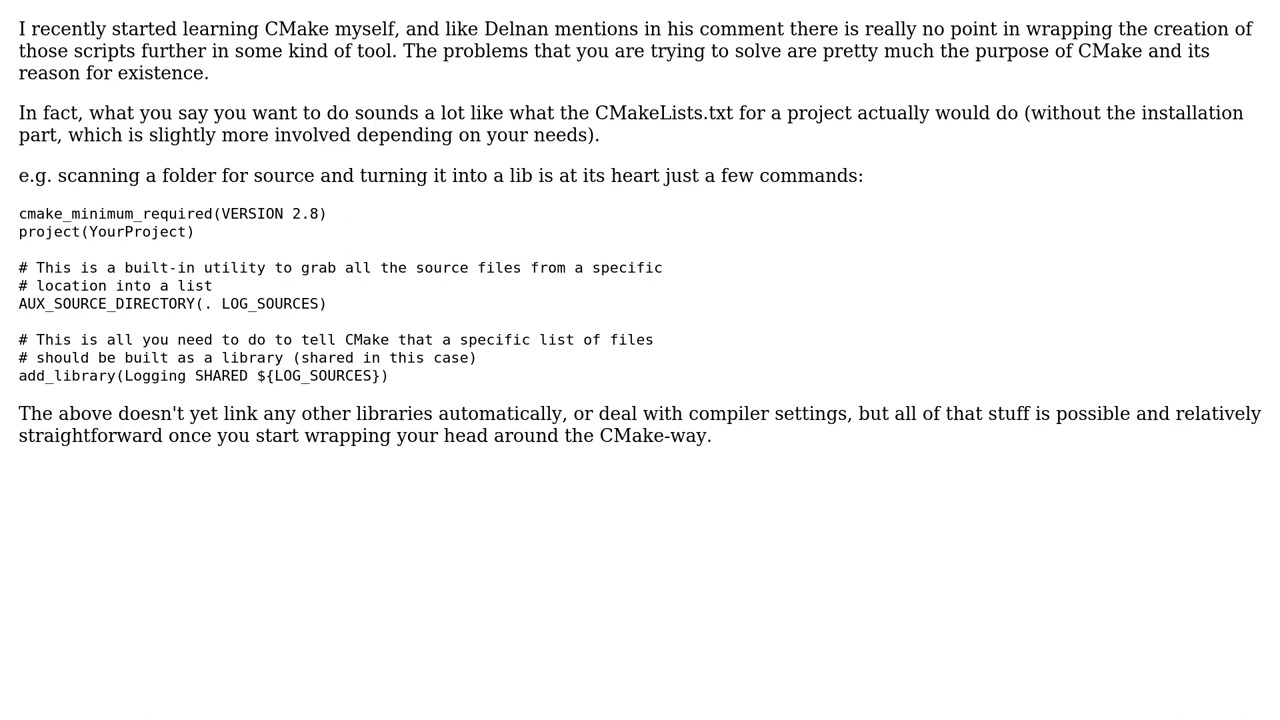 I recently started learning CMake myself, and like Delnan mentions in his comment there is really no point in wrapping the creation of
those scripts further in some kind of tool. The problems that you are trying to solve are pretty much the purpose of CMake and its
reason for existence.
In fact, what you say you want to do sounds a lot like what the CMakeLists.txt for a project actually would do (without the installation
part, which is slightly more involved depending on your needs).
e.g. scanning a folder for source and turning it into a lib is at its heart just a few commands:
cmake_minimum_required(VERSION 2.8)
project(YourProject)
# This is a built-in utility to grab all the source files from a specific
# location into a list
AUX_SOURCE_DIRECTORY(. LOG_SOURCES)
# This is all you need to do to tell CMake that a specific list of files
# should be built as a library (shared in this case)
add_library(Logging SHARED ${LOG_SOURCES})
The above doesn't yet link any other libraries automatically, or deal with compiler settings, but all of that stuff is possible and relatively
straightforward once you start wrapping your head around the CMake-way.